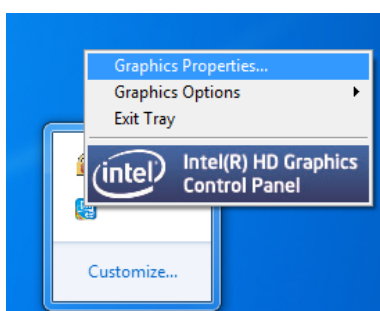 Graphics Properties...
Graphics Options
Exit Tray
intel
Intel(R) HD Graphics
Control Panel
Customize...